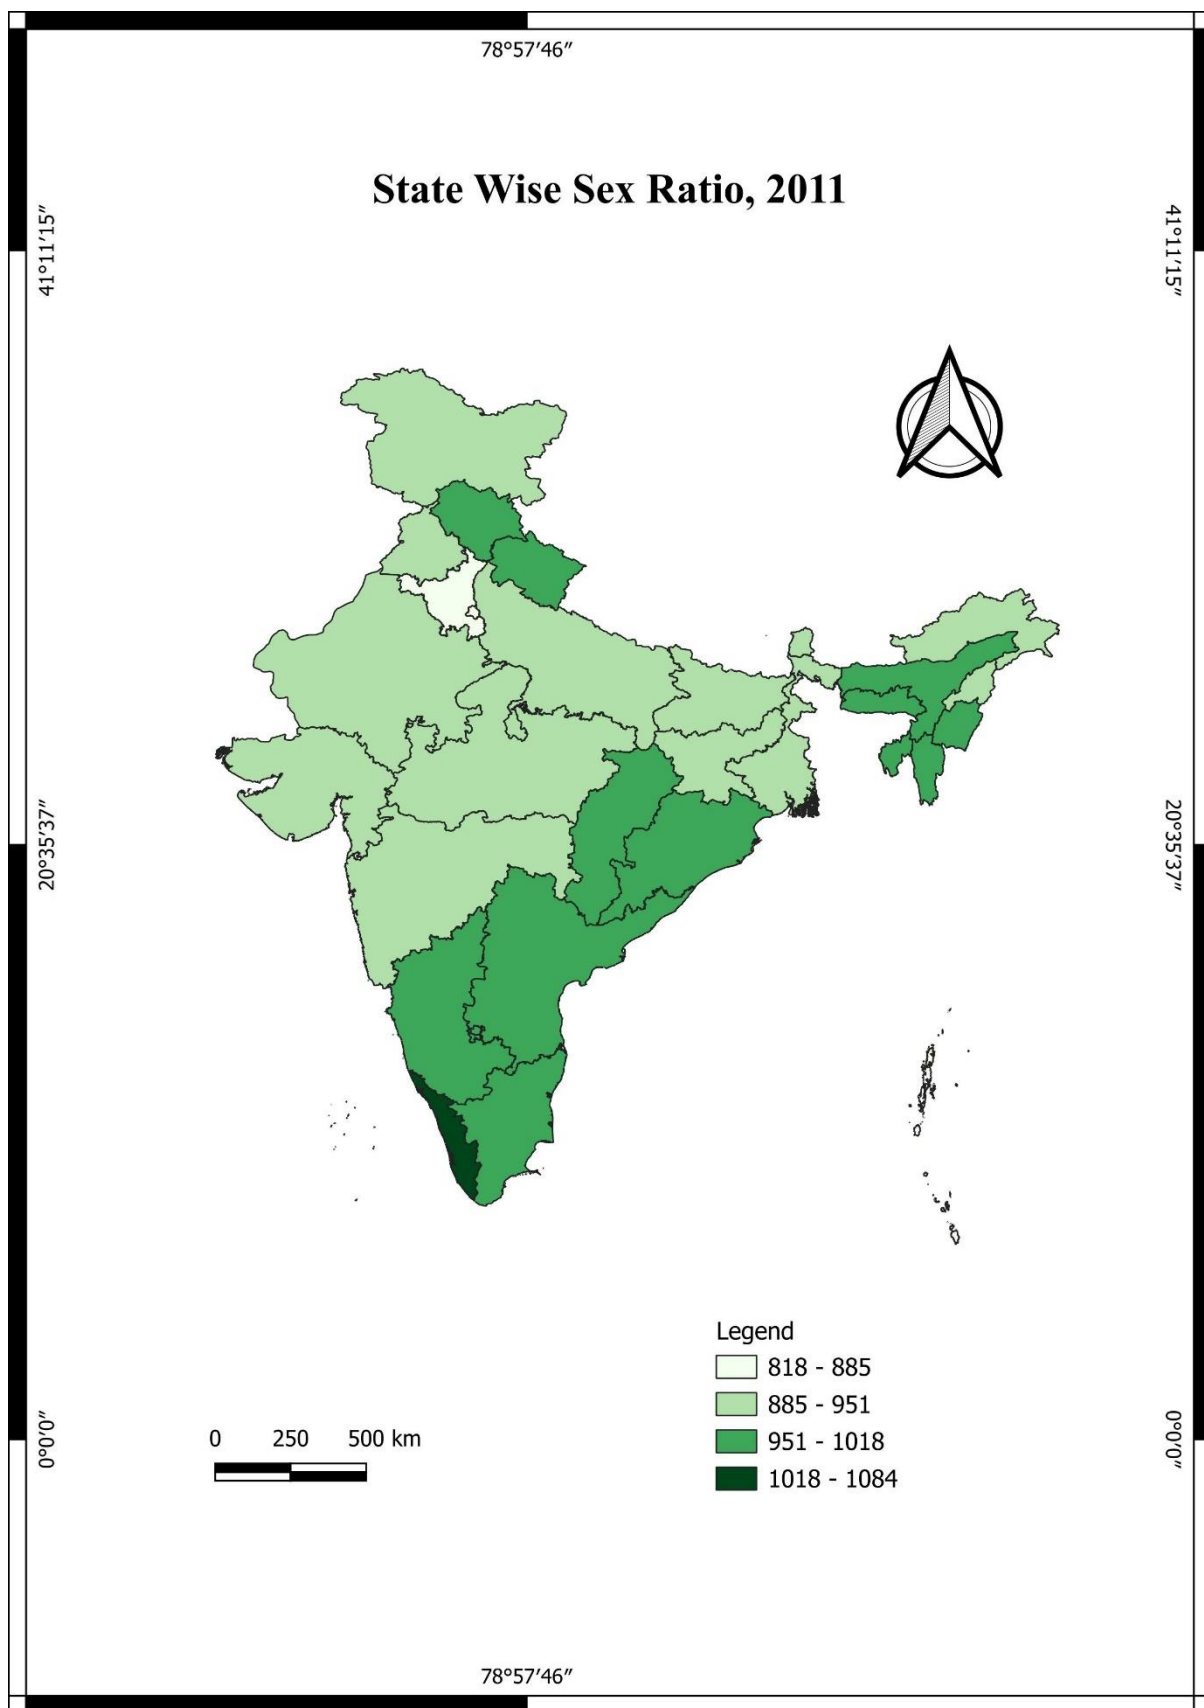 78°57′46″
State Wise Sex Ratio, 2011
41°11′15″
41°11′15″
20°35′37″
20°35′37″
Legend
818 - 885
885 - 951
951 - 1018
1018 - 1084
0 250 500 km
0°0′0″
0°0′0″
78°57′46″